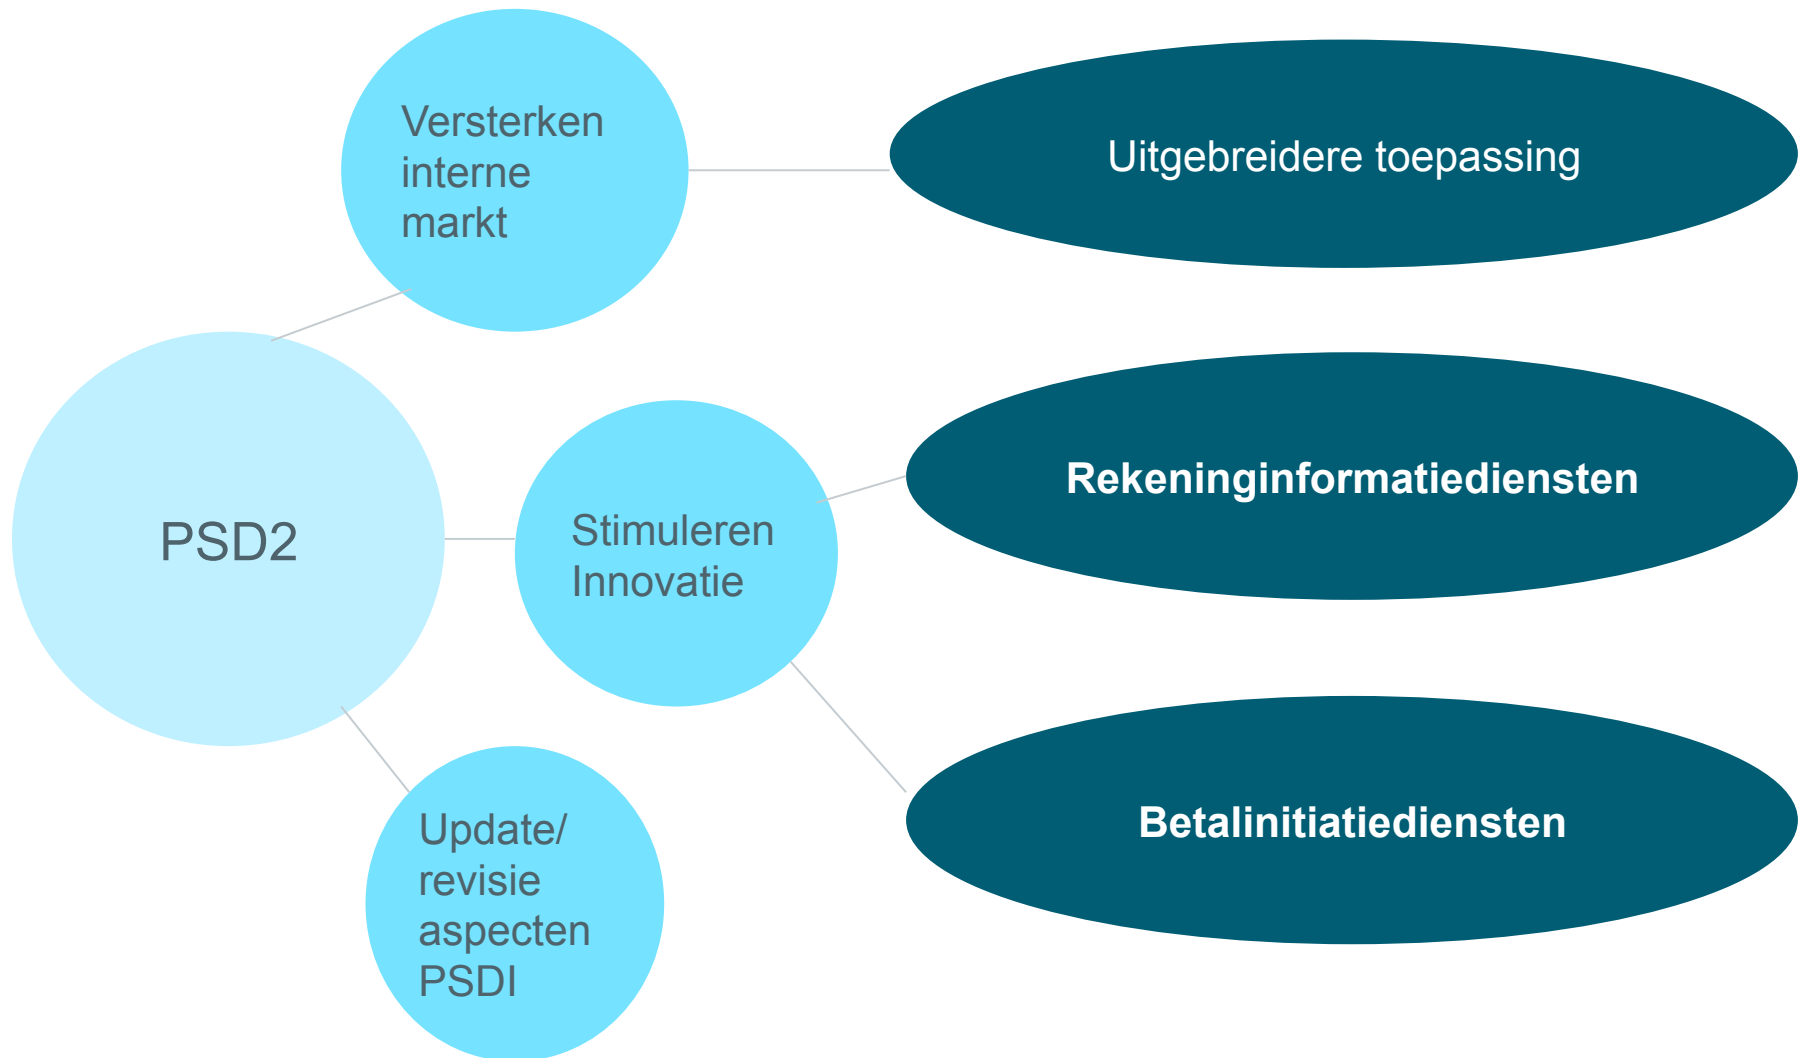 Versterken
interne
markt
Uitgebreidere toepassing
PSD2
Stimuleren
Innovatie
Rekeninginformatiediensten
Betalinitiatiediensten
Update/
revisie
aspecten
PSDI